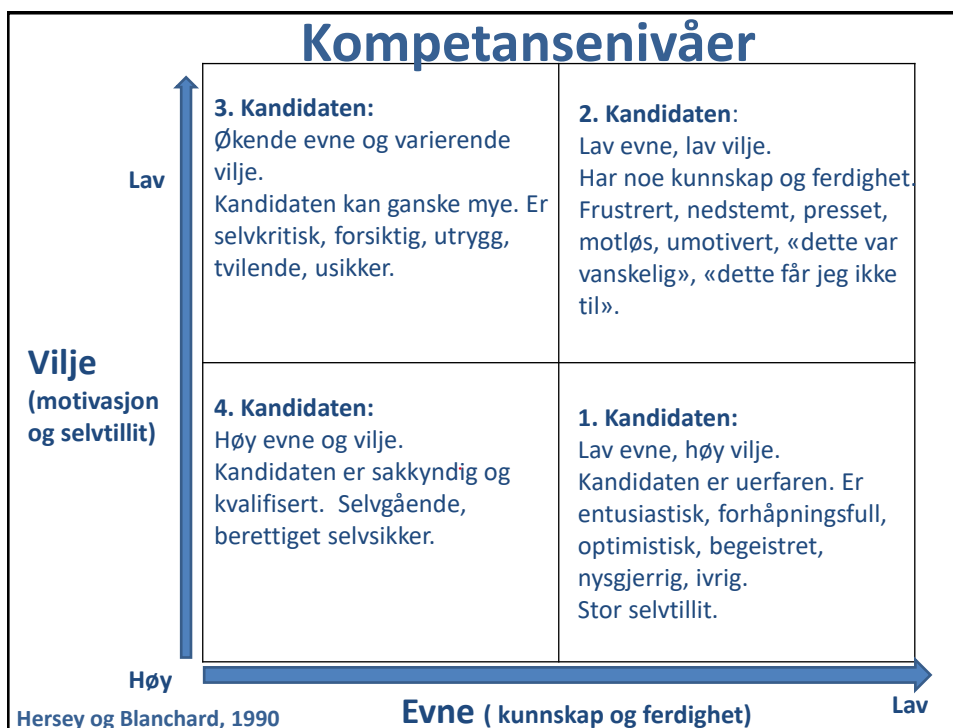 Kompetansenivåer
3. Kandidaten:
Økende evne og varierende
vilje.
Kandidaten kan ganske mye. Er
selvkritisk, forsiktig, utrygg,
tvilende, usikker.
2. Kandidaten:
Lav evne, lav vilje.
Har noe kunnskap og ferdighet.
Frustrert, nedstemt, presset,
motløs, umotivert, «dette var
vanskelig», «dette får jeg ikke
til».
Lav
Vilje
(motivasjon
og selvtillit)
4. Kandidaten:
Høy evne og vilje.
Kandidaten er sakkyndig og
kvalifisert.  Selvgående,
berettiget selvsikker.
1. Kandidaten:
Lav evne, høy vilje.
Kandidaten er uerfaren. Er
entusiastisk, forhåpningsfull,
optimistisk, begeistret,
nysgjerrig, ivrig.
Stor selvtillit.
Høy
Lav
Hersey og Blanchard, 1990
Evne ( kunnskap og ferdighet)